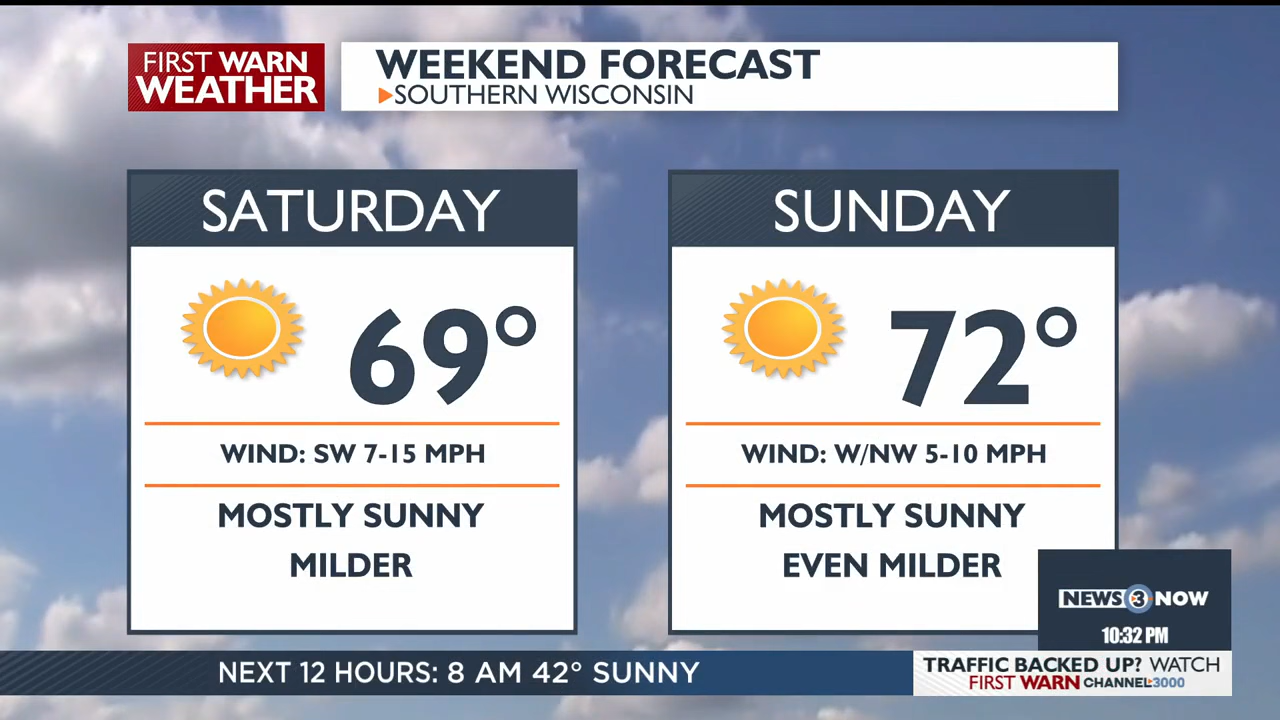 FIRST WARN
WEATHER
WEEKEND FORECAST
SOUTHERN WISCONSIN
SATURDAY
69°
WIND: SW 7-15 MPH
MOSTLY SUNNY
MILDER
SUNDAY
72°
WIND: W/NW 5-10 MPH
MOSTLY SUNNY
EVEN MILDER
NEWS 3 NOW
10:32 PM
NEXT 12 HOURS: 8 AM 42° SUNNY
TRAFFIC BACKED UP? WATCH
FIRST WARN CHANNEL3000